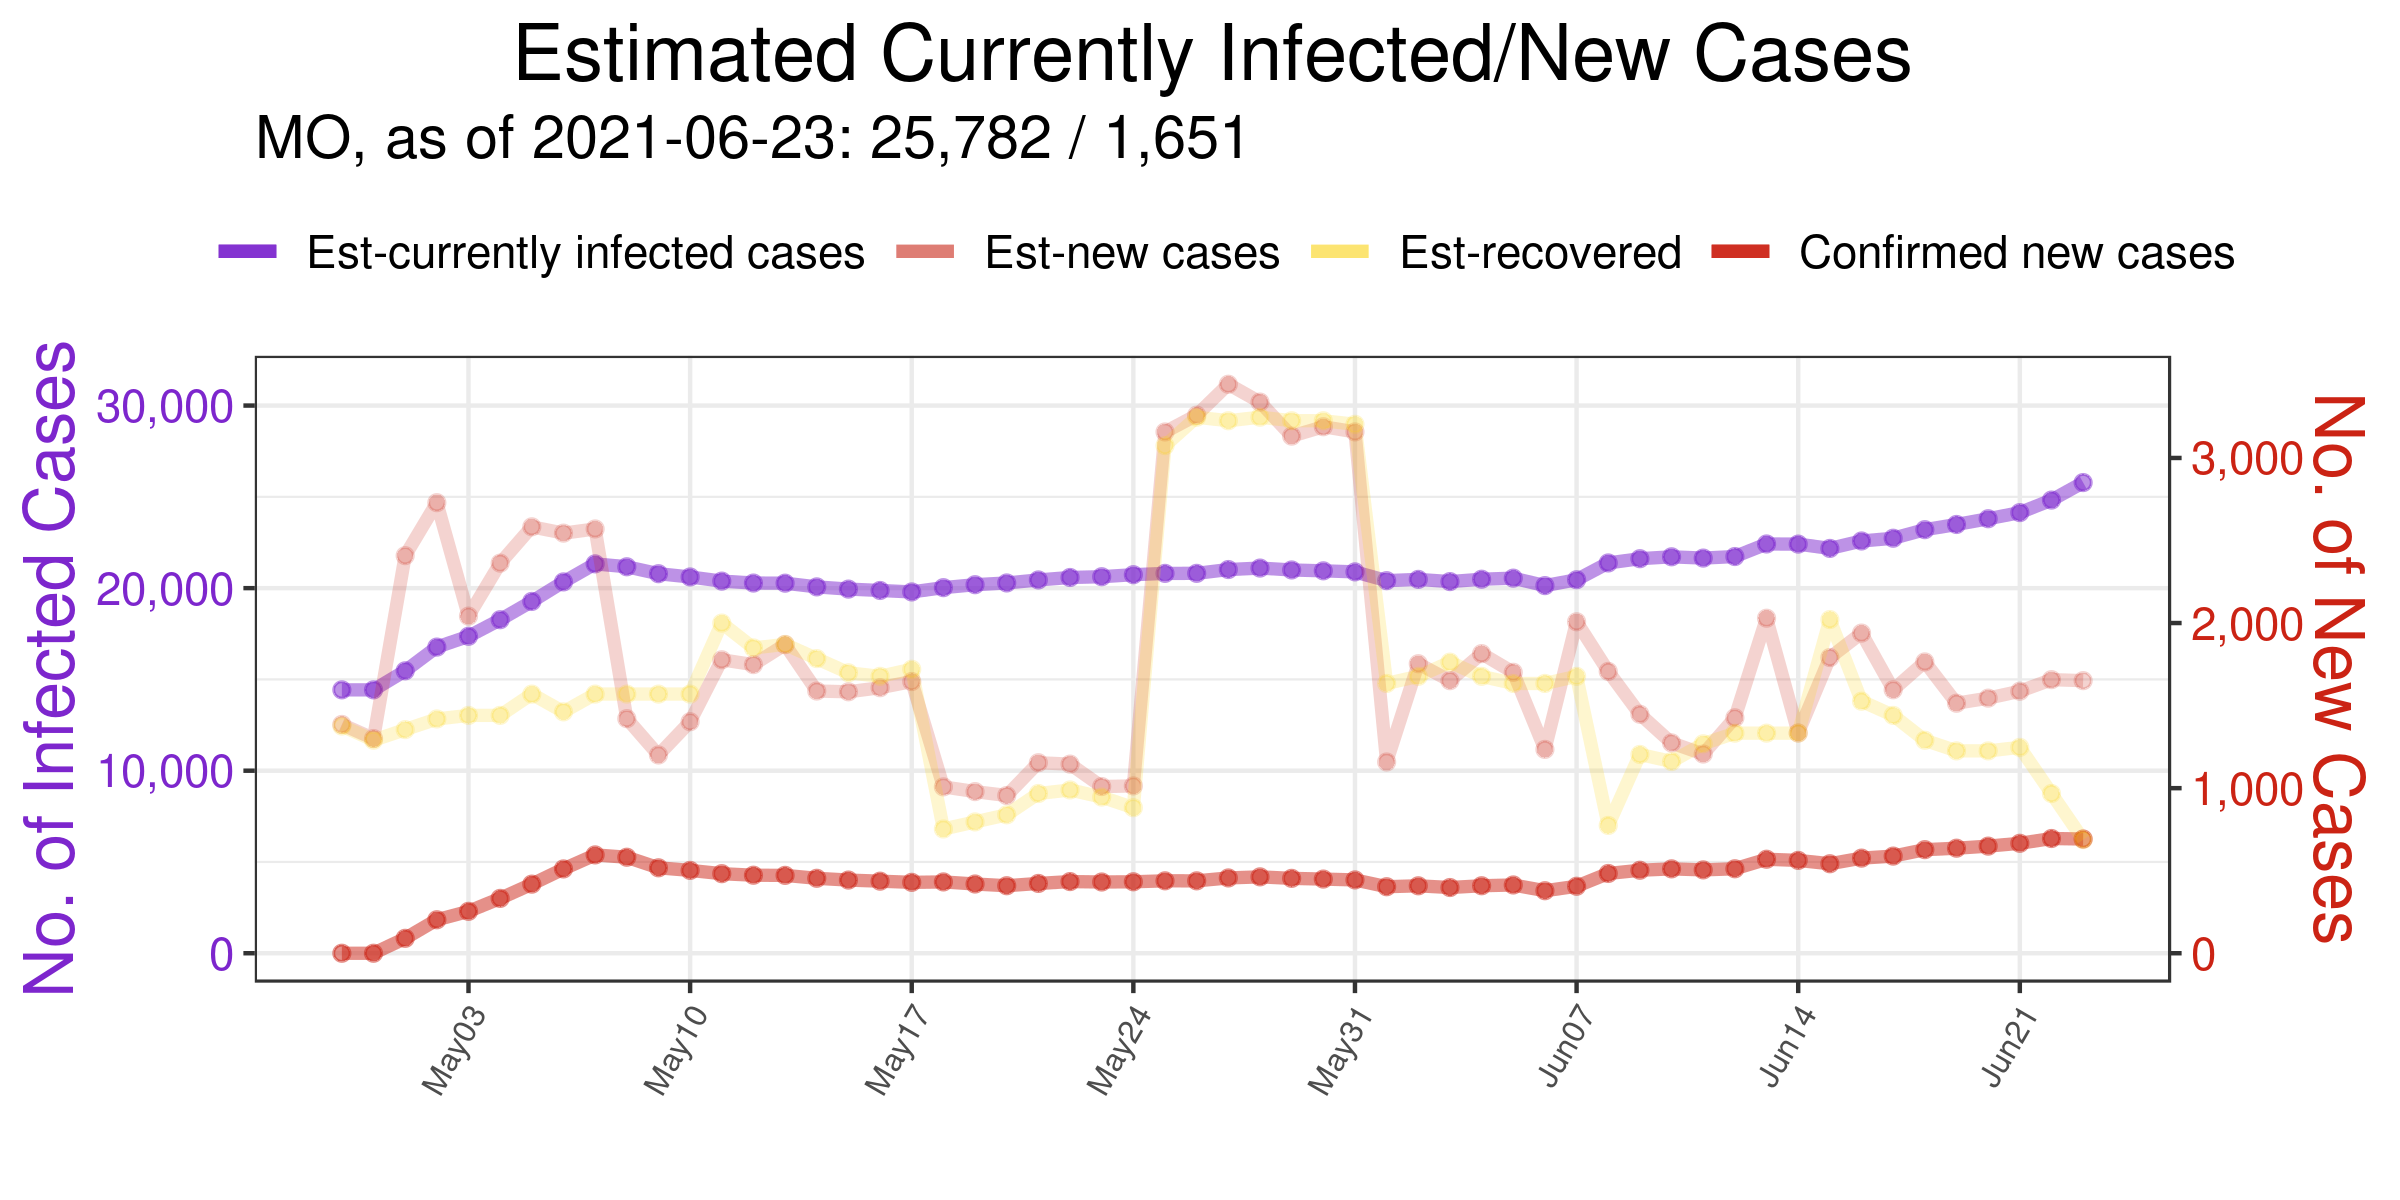 Estimated Currently Infected/New Cases
MO, as of 2021-06-23: 25,782 / 1,651
Est-currently infected cases Est-new cases Est-recovered Confirmed new cases
No. of Infected Cases
30,000
20,000
10,000
0
3,000
2,000
1,000
0
No. of New Cases
May03 May10 May17 May24 May31 Jun07 Jun14 Jun21